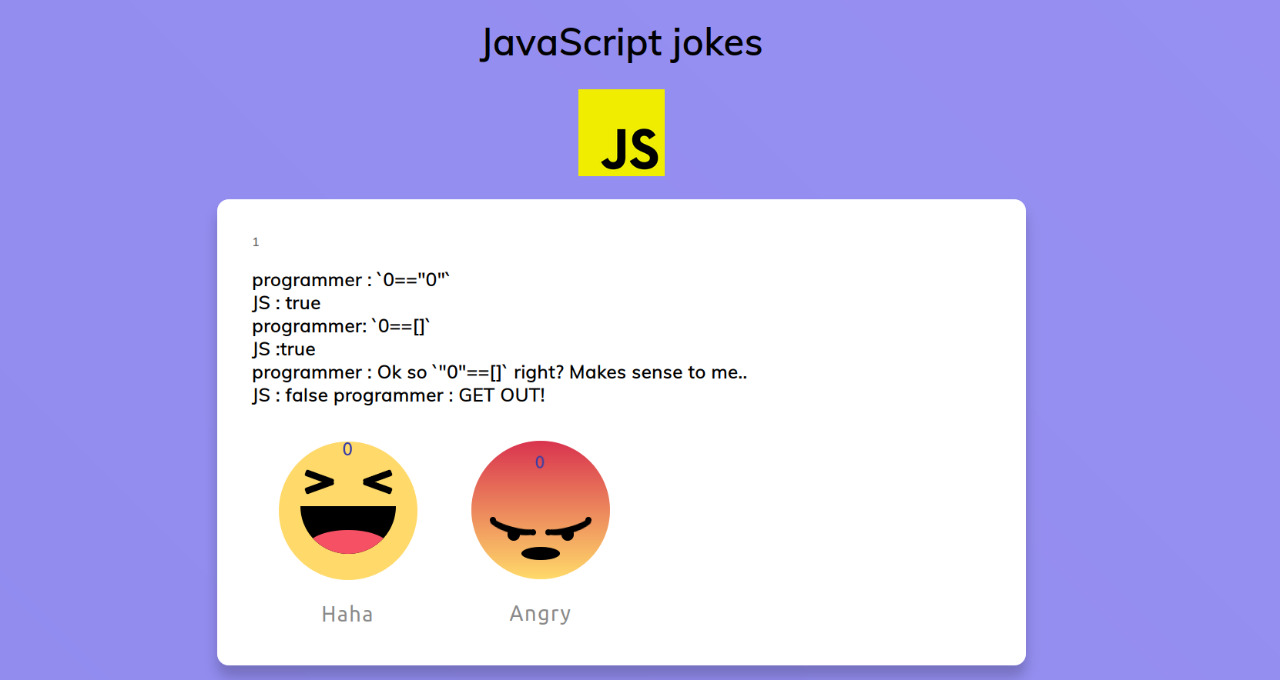 JavaScript jokes
JS
1
programmer : `0=="0"`
JS : true
programmer: `0==[]`
JS :true
programmer : Ok so `"0"==[]` right? Makes sense to me..
JS : false programmer : GET OUT!
0
0
Haha
Angry